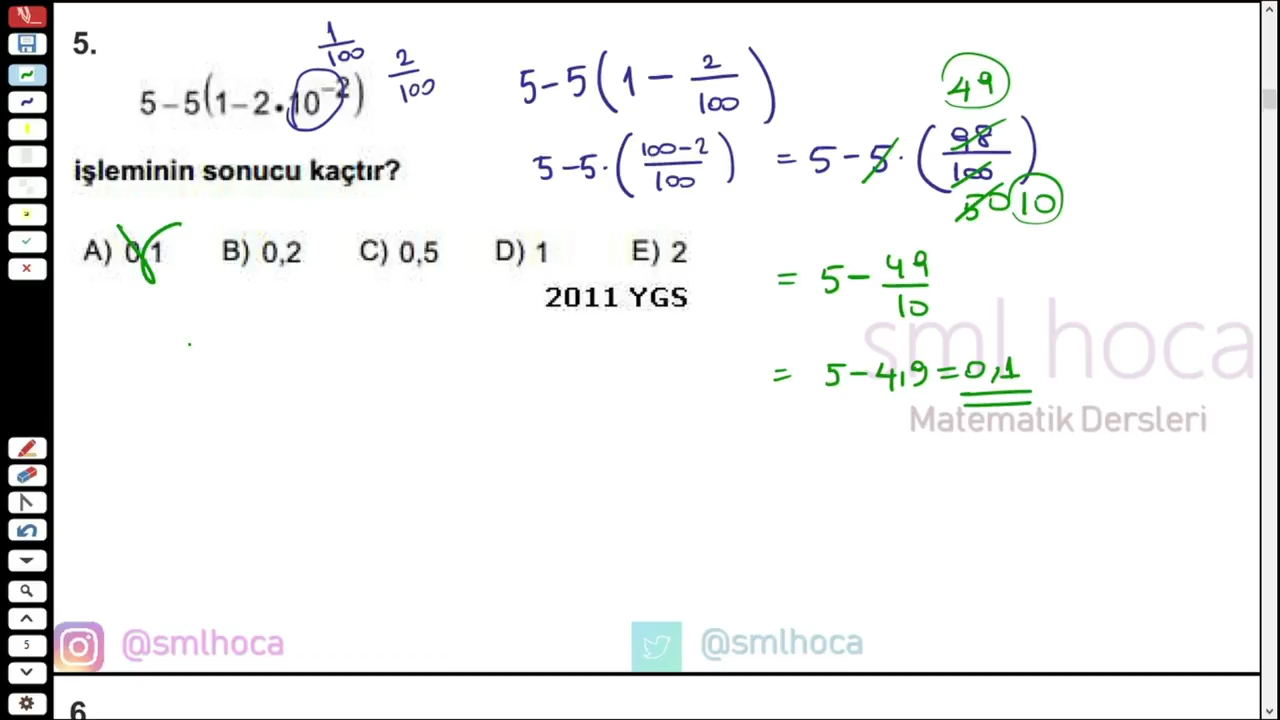 5.
5-5(1-2•10⁻²)
1/100
2/100
işleminin sonucu kaçtır?
A) 0,1 B) 0,2 C) 0,5 D) 1 E) 2
2011 YGS
5-5(1-2/100)
5-5·(100-2/100) = 5-5·(98/100)
49
50 10
= 5-49/10
= 5-4,9=0,1
sml hoca
Matematik Dersleri
@smlhoca
@smlhoca
5
6